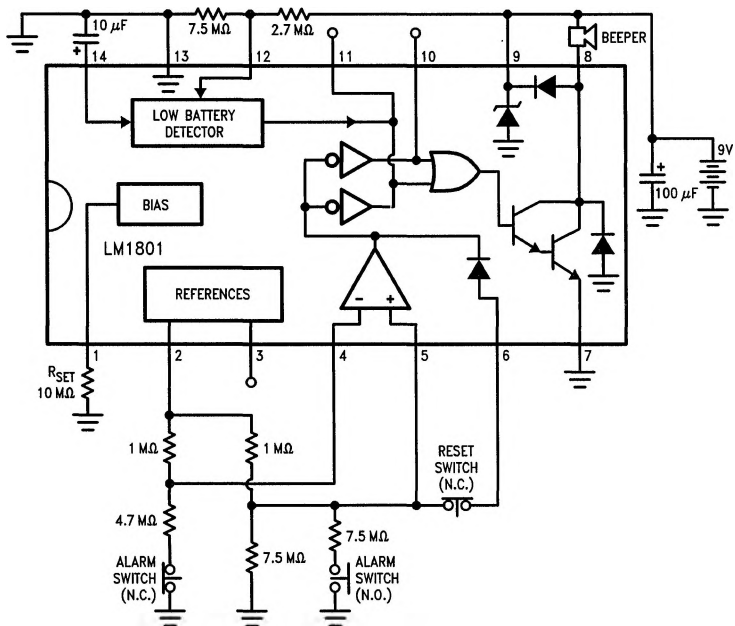 10 μF
7.5 MΩ
2.7 MΩ
BEEPER
+
14
13
12
11
10
9
8
LOW BATTERY
DETECTOR
9V
+
100 μF
BIAS
LM1801
REFERENCES
- +
1
2
3
4
5
6
7
RSET
10 MΩ
1 MΩ
1 MΩ
RESET
SWITCH
(N.C.)
4.7 MΩ
7.5 MΩ
7.5 MΩ
ALARM
SWITCH
(N.C.)
ALARM
SWITCH
(N.O.)